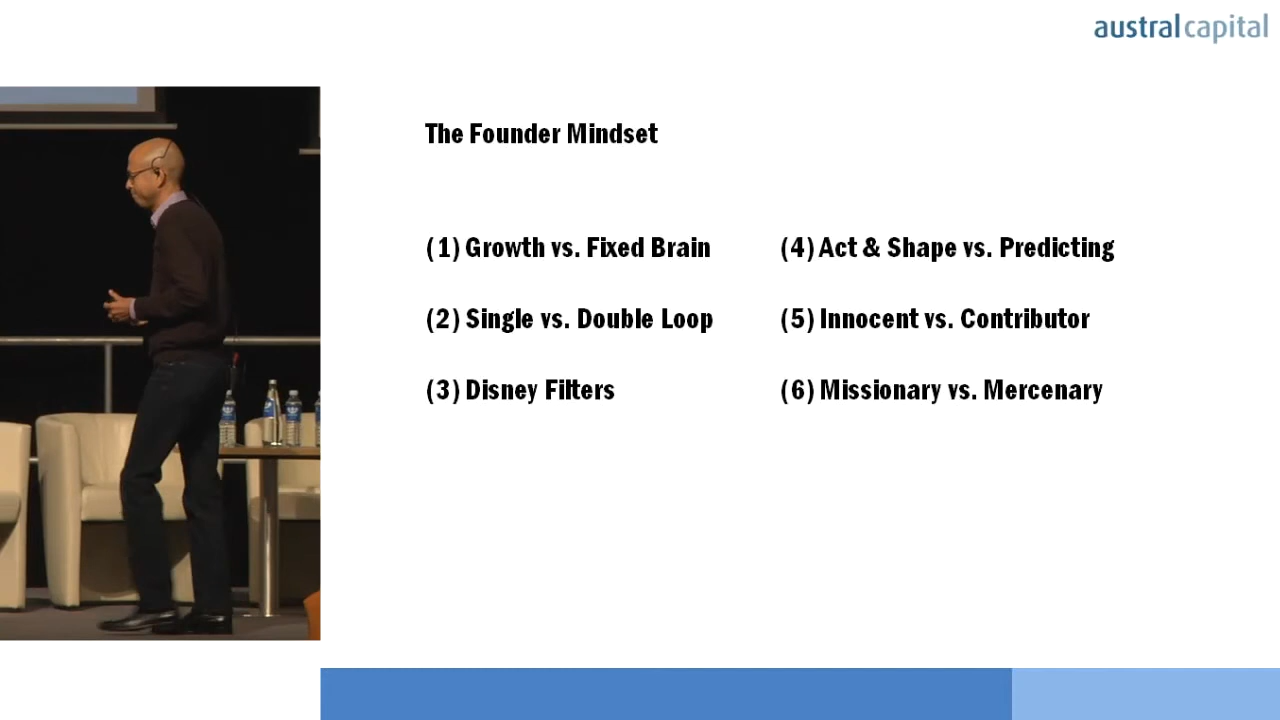 australcapital
The Founder Mindset
(1) Growth vs. Fixed Brain
(2) Single vs. Double Loop
(3) Disney Filters
(4) Act & Shape vs. Predicting
(5) Innocent vs. Contributor
(6) Missionary vs. Mercenary